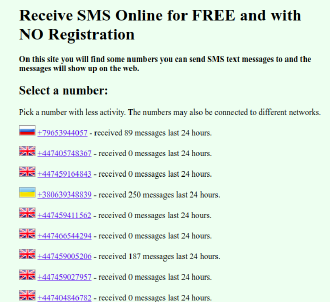 Receive SMS Online for FREE and with
NO Registration
On this site you will find some numbers you can send SMS text messages to and the
messages will show up on the web.
Select a number:
Pick a number with less activity. The numbers may also be connected to different networks.
+79653944057 - received 89 messages last 24 hours.
+447405748367 - received 0 messages last 24 hours.
+447459164843 - received 0 messages last 24 hours.
+380639348839 - received 250 messages last 24 hours.
+447459411562 - received 0 messages last 24 hours.
+447466544294 - received 0 messages last 24 hours.
+447459005206 - received 187 messages last 24 hours.
+447459027957 - received 0 messages last 24 hours.
+447404846782 - received 0 messages last 24 hours.